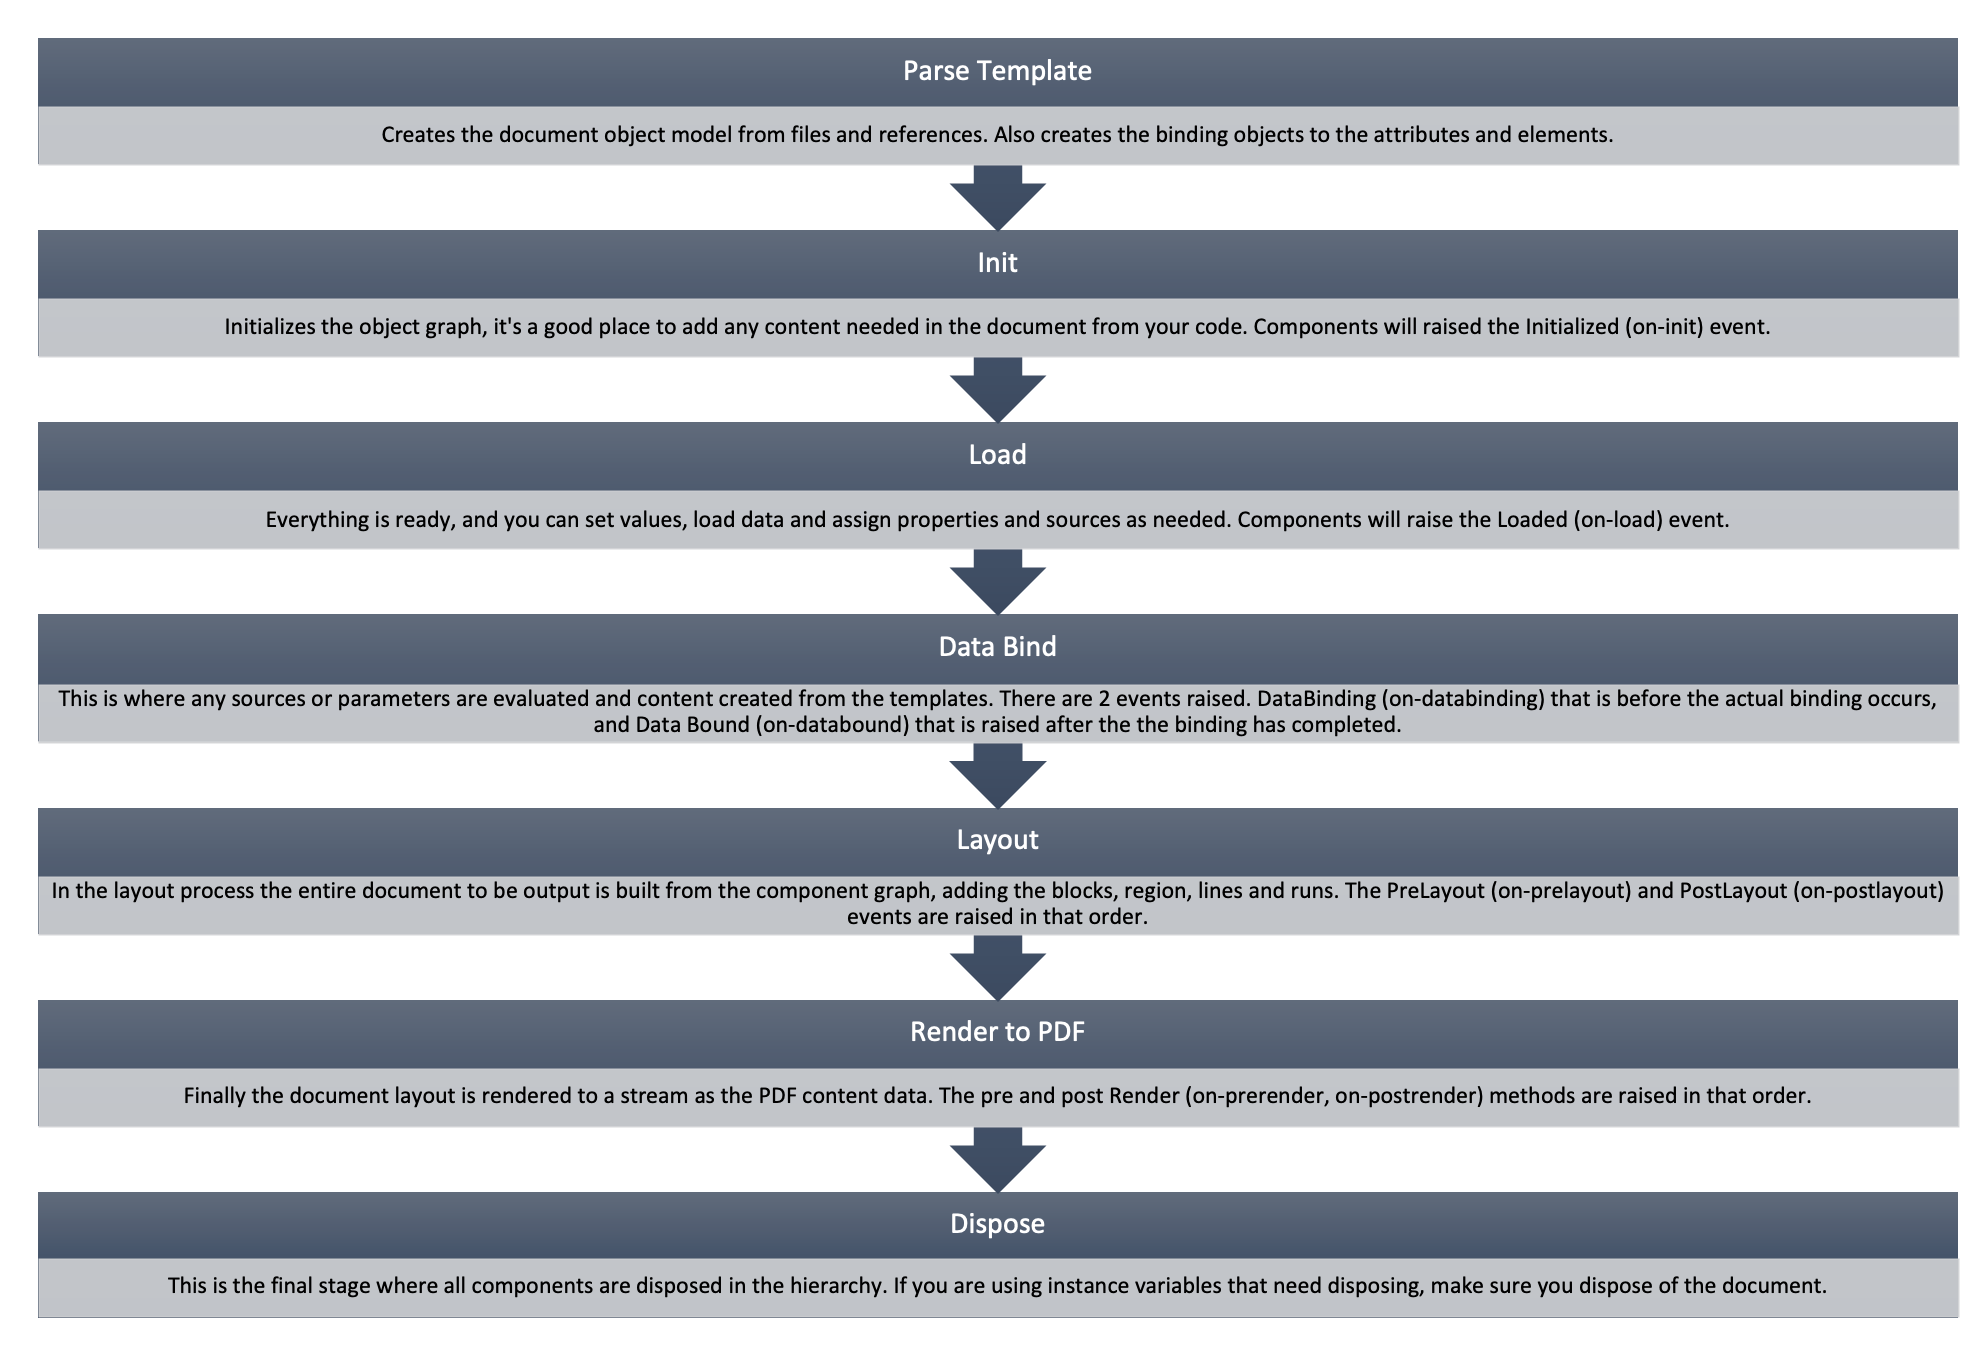 Parse Template
Creates the document object model from files and references. Also creates the binding objects to the attributes and elements.
Init
Initializes the object graph, it's a good place to add any content needed in the document from your code. Components will raised the Initialized (on-init) event.
Load
Everything is ready, and you can set values, load data and assign properties and sources as needed. Components will raise the Loaded (on-load) event.
Data Bind
This is where any sources or parameters are evaluated and content created from the templates. There are 2 events raised. DataBinding (on-databinding) that is before the actual binding occurs,
and Data Bound (on-databound) that is raised after the the binding has completed.
Layout
In the layout process the entire document to be output is built from the component graph, adding the blocks, region, lines and runs. The PreLayout (on-prelayout) and PostLayout (on-postlayout)
events are raised in that order.
Render to PDF
Finally the document layout is rendered to a stream as the PDF content data. The pre and post Render (on-prerender, on-postrender) methods are raised in that order.
Dispose
This is the final stage where all components are disposed in the hierarchy. If you are using instance variables that need disposing, make sure you dispose of the document.